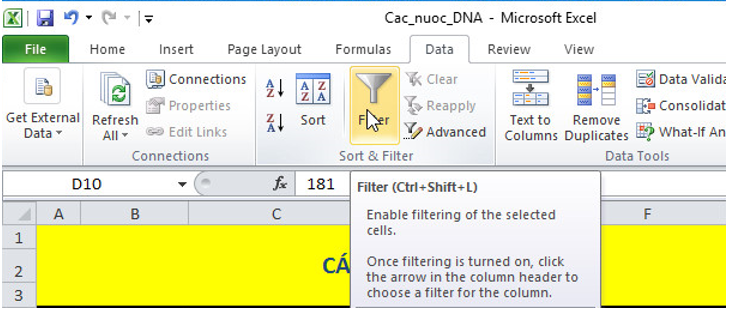 Cac_nuoc_DNA - Microsoft Excel
File Home Insert Page Layout Formulas Data Review View
Get External Data
Refresh All
Connections
Properties
Edit Links
Connections
A Z
Z A
A Z Z A
Sort
Filter
Clear
Reapply
Advanced
Sort & Filter
Text to Columns
Remove Duplicates
Data Valida
Consolidat
What-If An
Data Tools
D10 fx 181
Filter (Ctrl+Shift+L)
Enable filtering of the selected
cells.
Once filtering is turned on, click
the arrow in the column header to
choose a filter for the column.
A B C F
1
2 CÁ
3